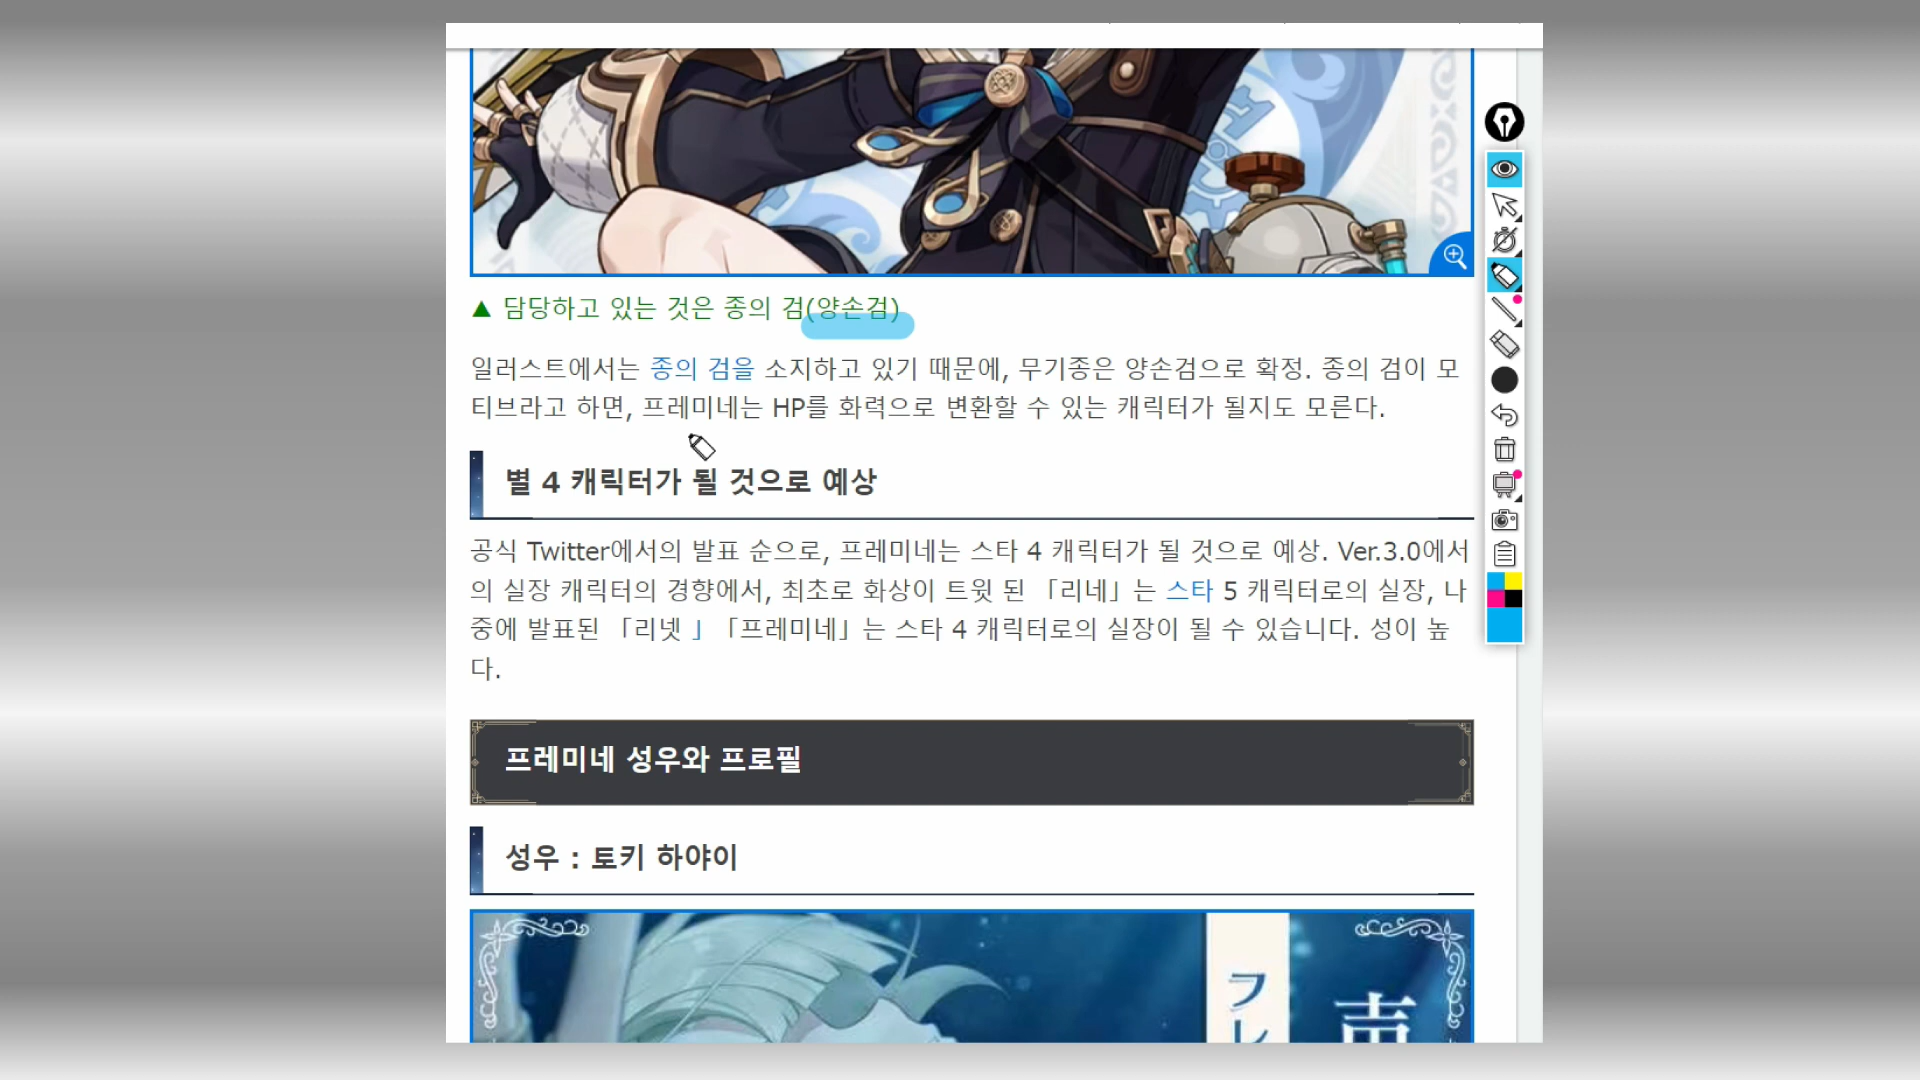 ▲ 담당하고 있는 것은 종의 검(양손검)
일러스트에서는 종의 검을 소지하고 있기 때문에, 무기종은 양손검으로 확정. 종의 검이 모
티브라고 하면, 프레미네는 HP를 화력으로 변환할 수 있는 캐릭터가 될지도 모른다.
별 4 캐릭터가 될 것으로 예상
공식 Twitter에서의 발표 순으로, 프레미네는 스타 4 캐릭터가 될 것으로 예상. Ver.3.0에서
의 실장 캐릭터의 경향에서, 최초로 화상이 트윗 된 「리네」는 스타 5 캐릭터로의 실장, 나
중에 발표된 「리넷 」「프레미네」는 스타 4 캐릭터로의 실장이 될 수 있습니다. 성이 높
다.
프레미네 성우와 프로필
성우 : 토키 하야이
フレ
声